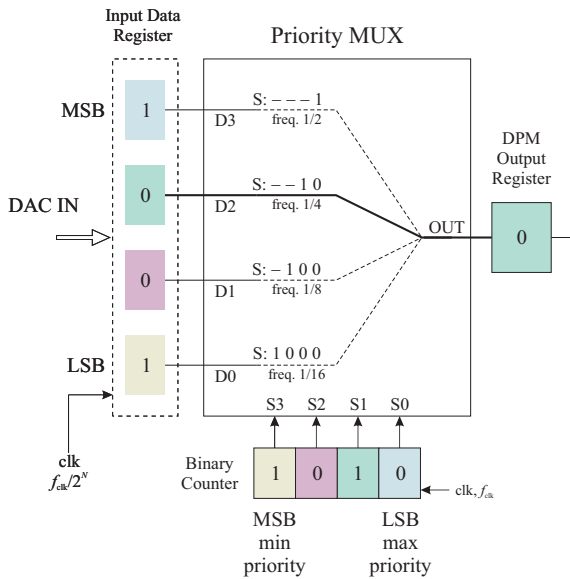 Input Data
Register
Priority MUX
MSB
1
D3
S: – – – 1
freq. 1/2
DAC IN
0
D2
S: – – 1 0
freq. 1/4
OUT
DPM
Output
Register
0
0
D1
S: – 1 0 0
freq. 1/8
LSB
1
D0
S: 1 0 0 0
freq. 1/16
clk
fclk/2^N
S3 S2 S1 S0
Binary
Counter
1 0 1 0
clk, fclk
MSB
min
priority
LSB
max
priority